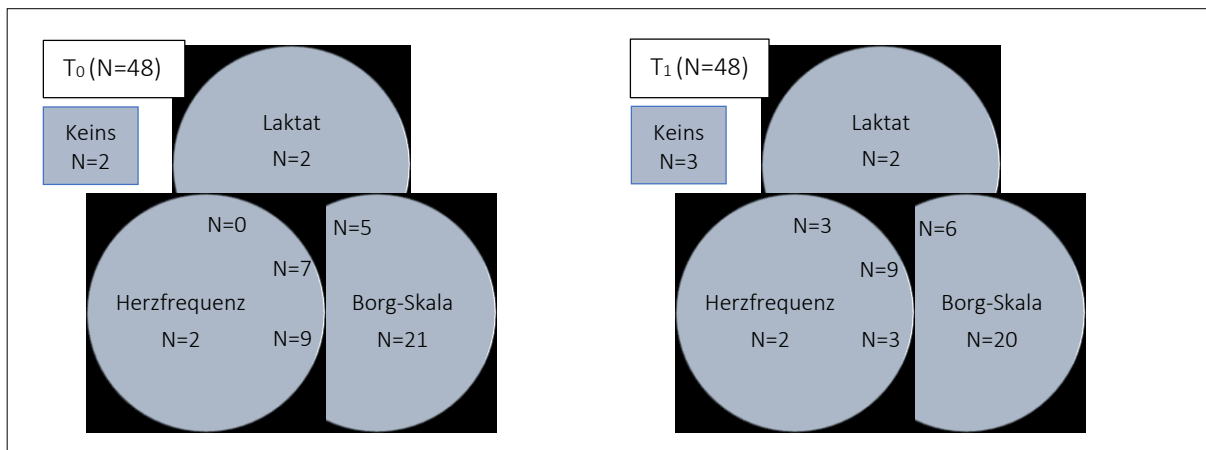 T₀ (N=48)
Keins
N=2
Laktat
N=2
N=0
N=5
N=7
Herzfrequenz
N=2
N=9
Borg-Skala
N=21
T₁ (N=48)
Keins
N=3
Laktat
N=2
N=3
N=6
N=9
Herzfrequenz
N=2
N=3
Borg-Skala
N=20